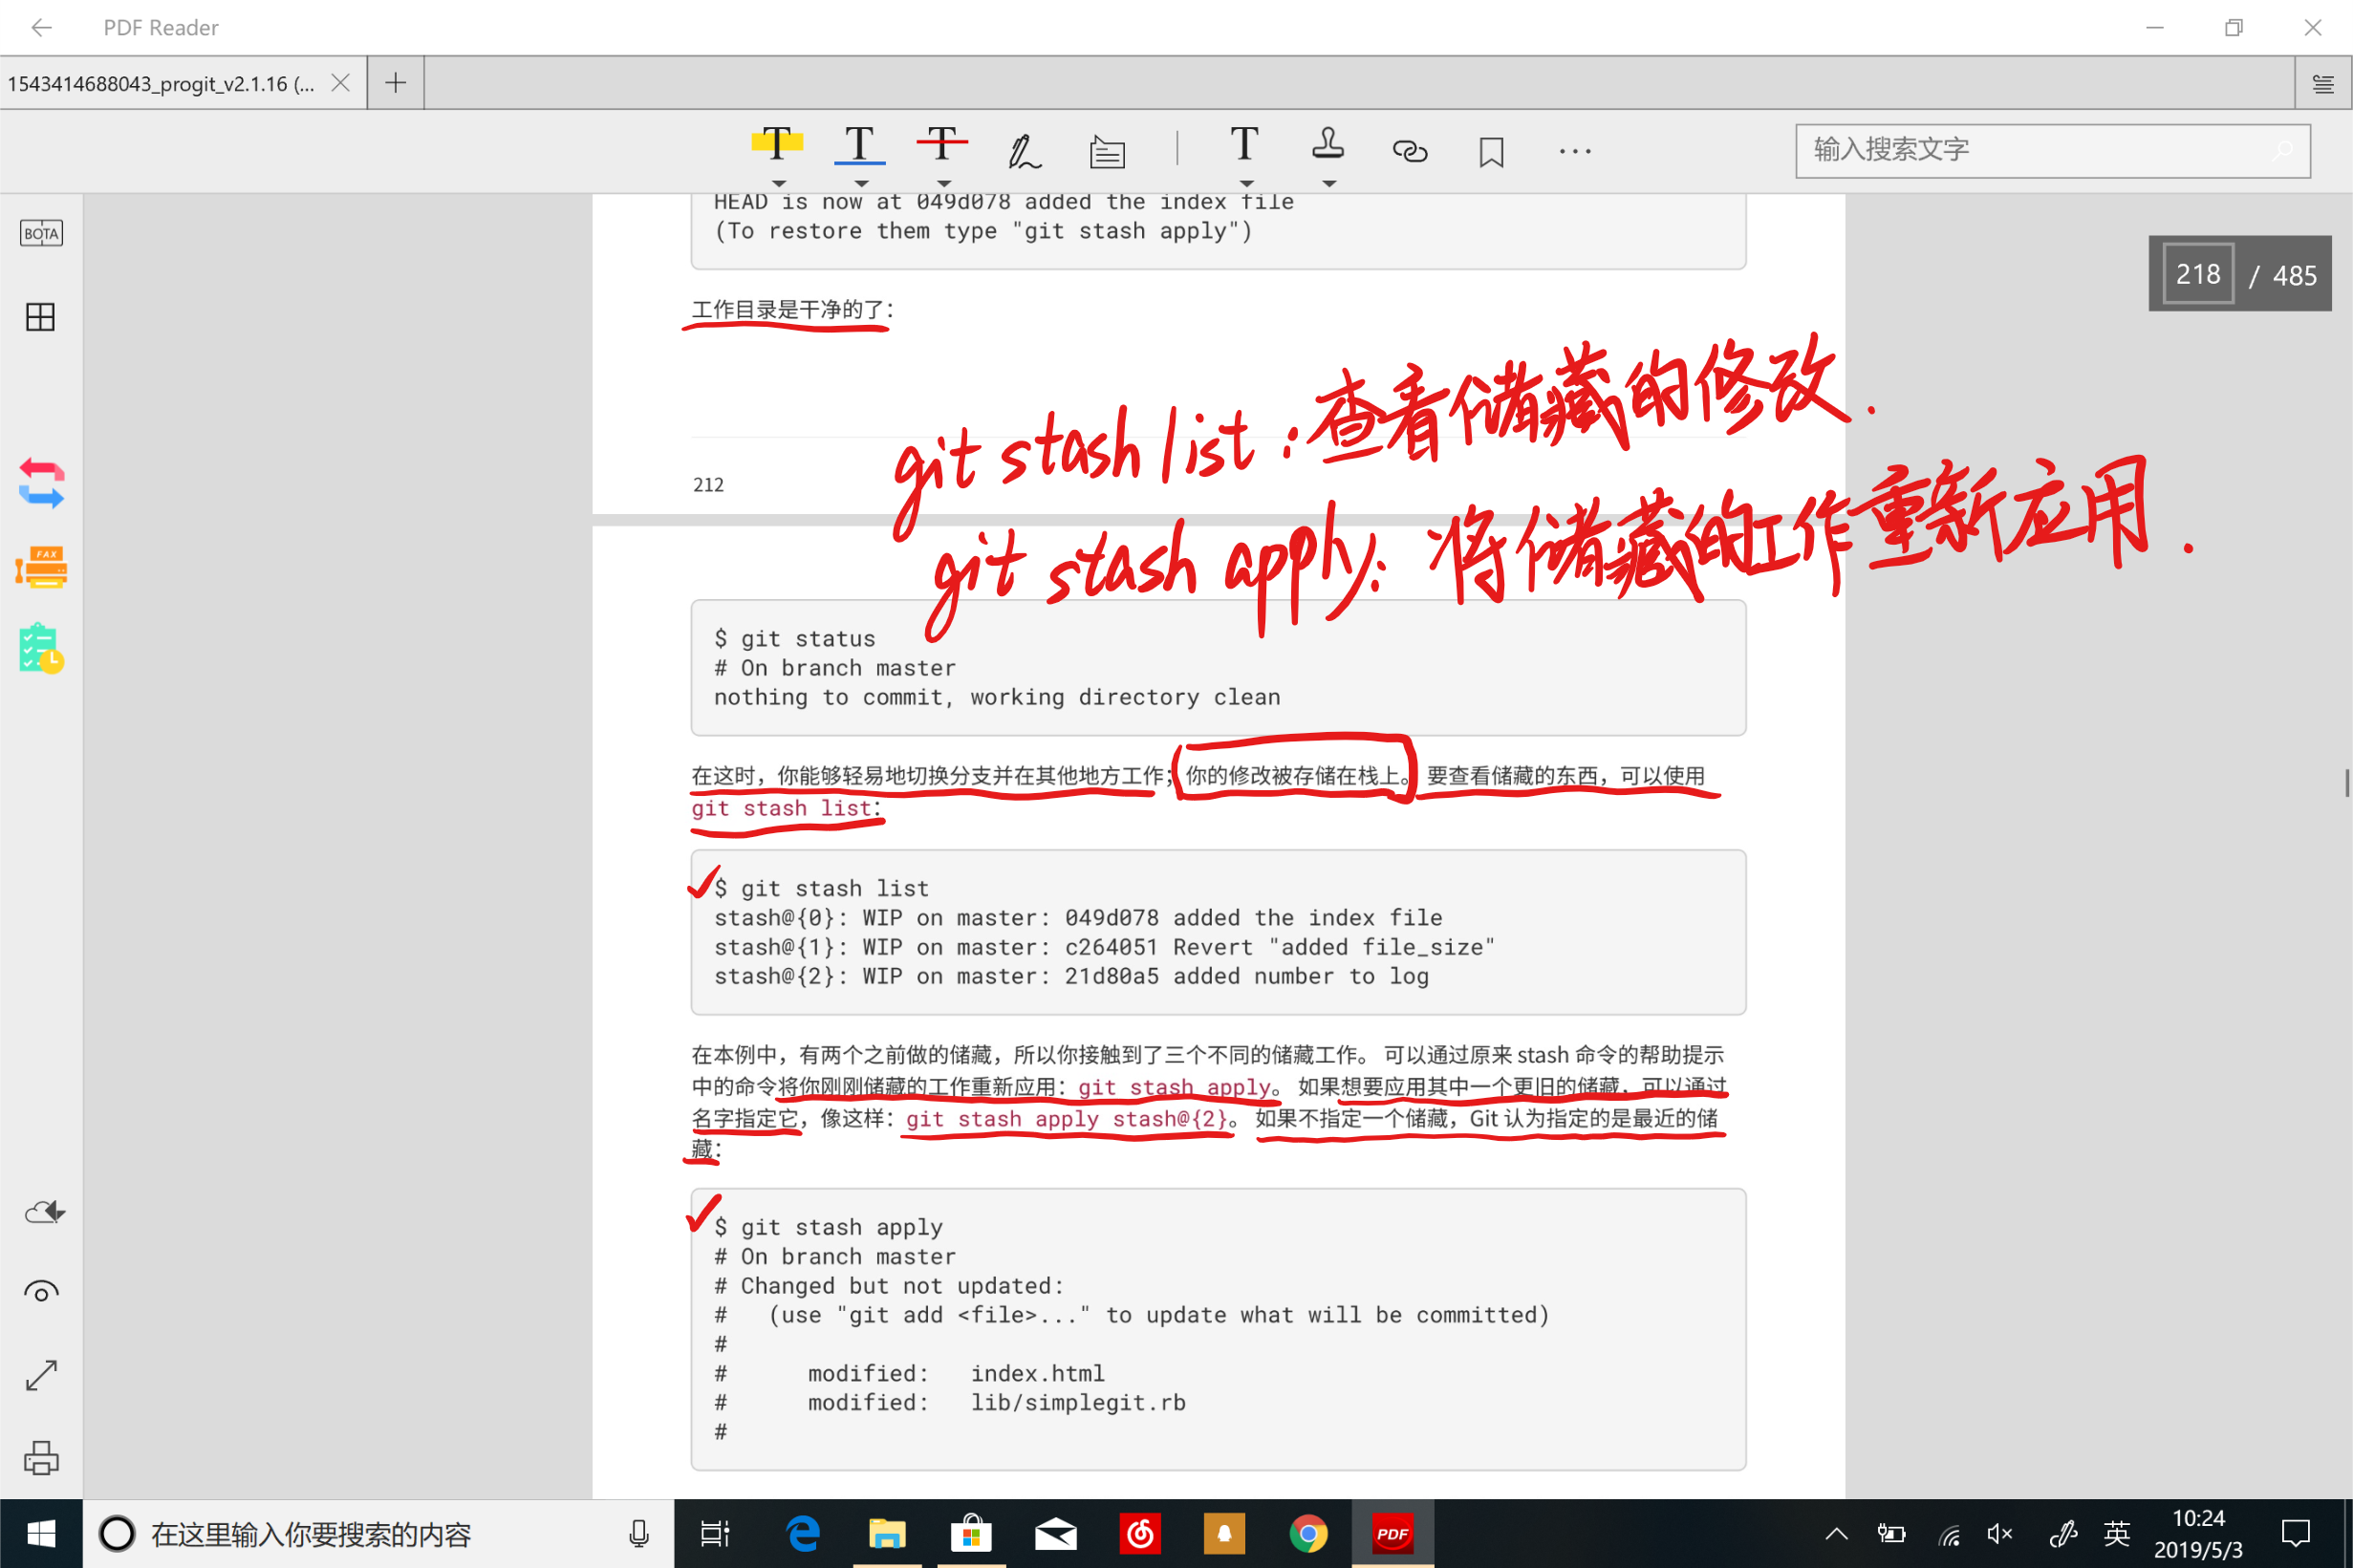 PDF Reader
1543414688043_progit_v2.1.16 (...
输入搜索文字
BOTA
218 / 485
HEAD is now at 049d078 added the index file
(To restore them type "git stash apply")
工作目录是干净的了：
git stash list：查看储藏的修改.
212
git stash apply：将储藏的工作重新应用.
FAX
$ git status
# On branch master
nothing to commit, working directory clean
在这时，你能够轻易地切换分支并在其他地方工作；你的修改被存储在栈上。 要查看储藏的东西，可以使用
git stash list：
$ git stash list
stash@{0}: WIP on master: 049d078 added the index file
stash@{1}: WIP on master: c264051 Revert "added file_size"
stash@{2}: WIP on master: 21d80a5 added number to log
在本例中，有两个之前做的储藏，所以你接触到了三个不同的储藏工作。 可以通过原来 stash 命令的帮助提示
中的命令将你刚刚储藏的工作重新应用：git stash apply。 如果想要应用其中一个更旧的储藏，可以通过
名字指定它，像这样：git stash apply stash@{2}。 如果不指定一个储藏，Git 认为指定的是最近的储
藏：
$ git stash apply
# On branch master
# Changed but not updated:
#   (use "git add <file>..." to update what will be committed)
#
#      modified:   index.html
#      modified:   lib/simplegit.rb
#
在这里输入你要搜索的内容
PDF
英
10:24
2019/5/3